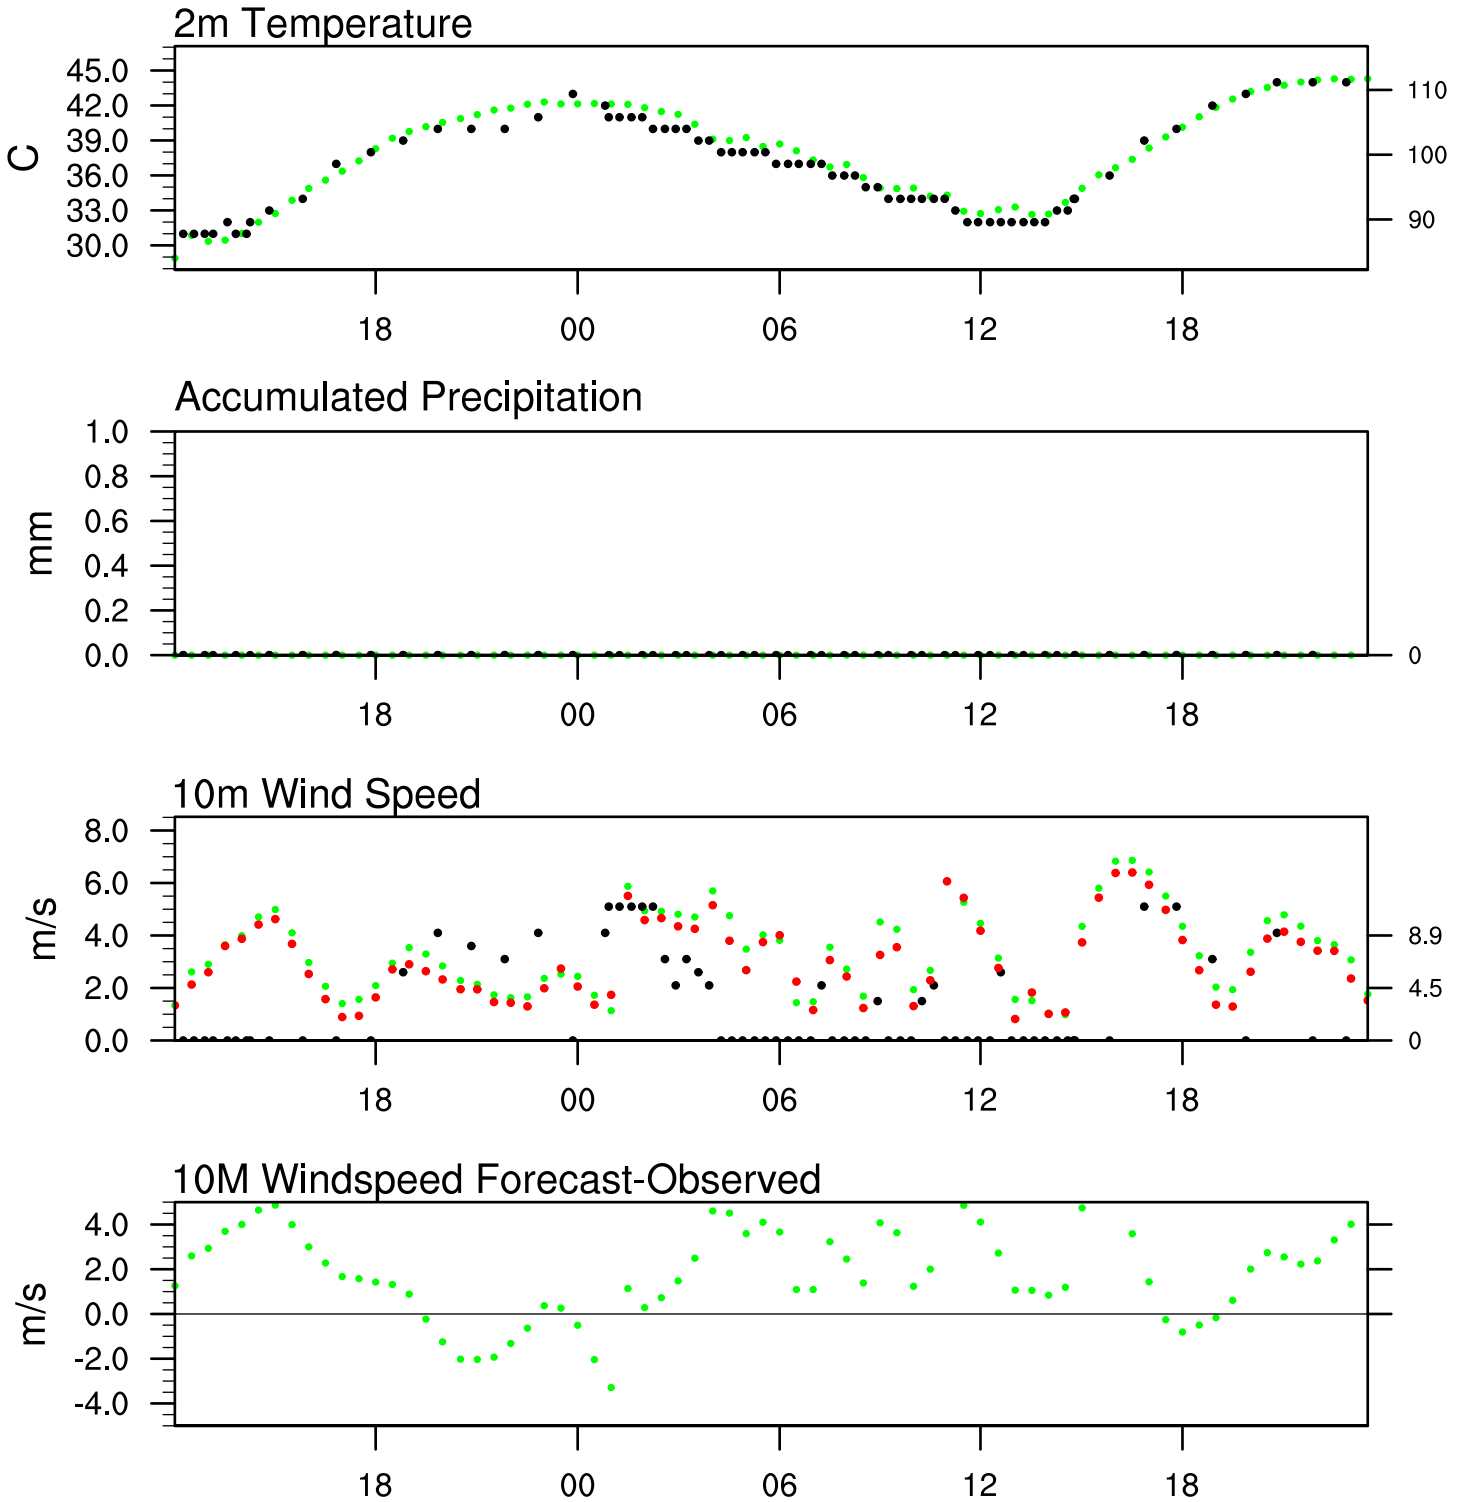 2m Temperature
C
45.0
42.0
39.0
36.0
33.0
30.0
110
100
90
18 00 06 12 18
Accumulated Precipitation
mm
1.0
0.8
0.6
0.4
0.2
0.0
0
18 00 06 12 18
10m Wind Speed
m/s
8.0
6.0
4.0
2.0
0.0
8.9
4.5
0
18 00 06 12 18
10M Windspeed Forecast-Observed
m/s
4.0
2.0
0.0
-2.0
-4.0
18 00 06 12 18